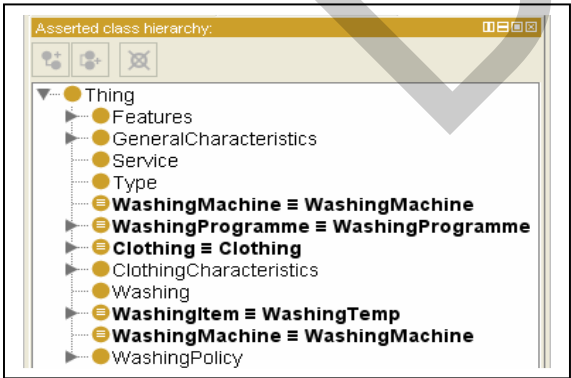 Asserted class hierarchy:
Thing
Features
GeneralCharacteristics
Service
Type
WashingMachine ≡ WashingMachine
WashingProgramme ≡ WashingProgramme
Clothing ≡ Clothing
ClothingCharacteristics
Washing
WashingItem ≡ WashingTemp
WashingMachine ≡ WashingMachine
WashingPolicy